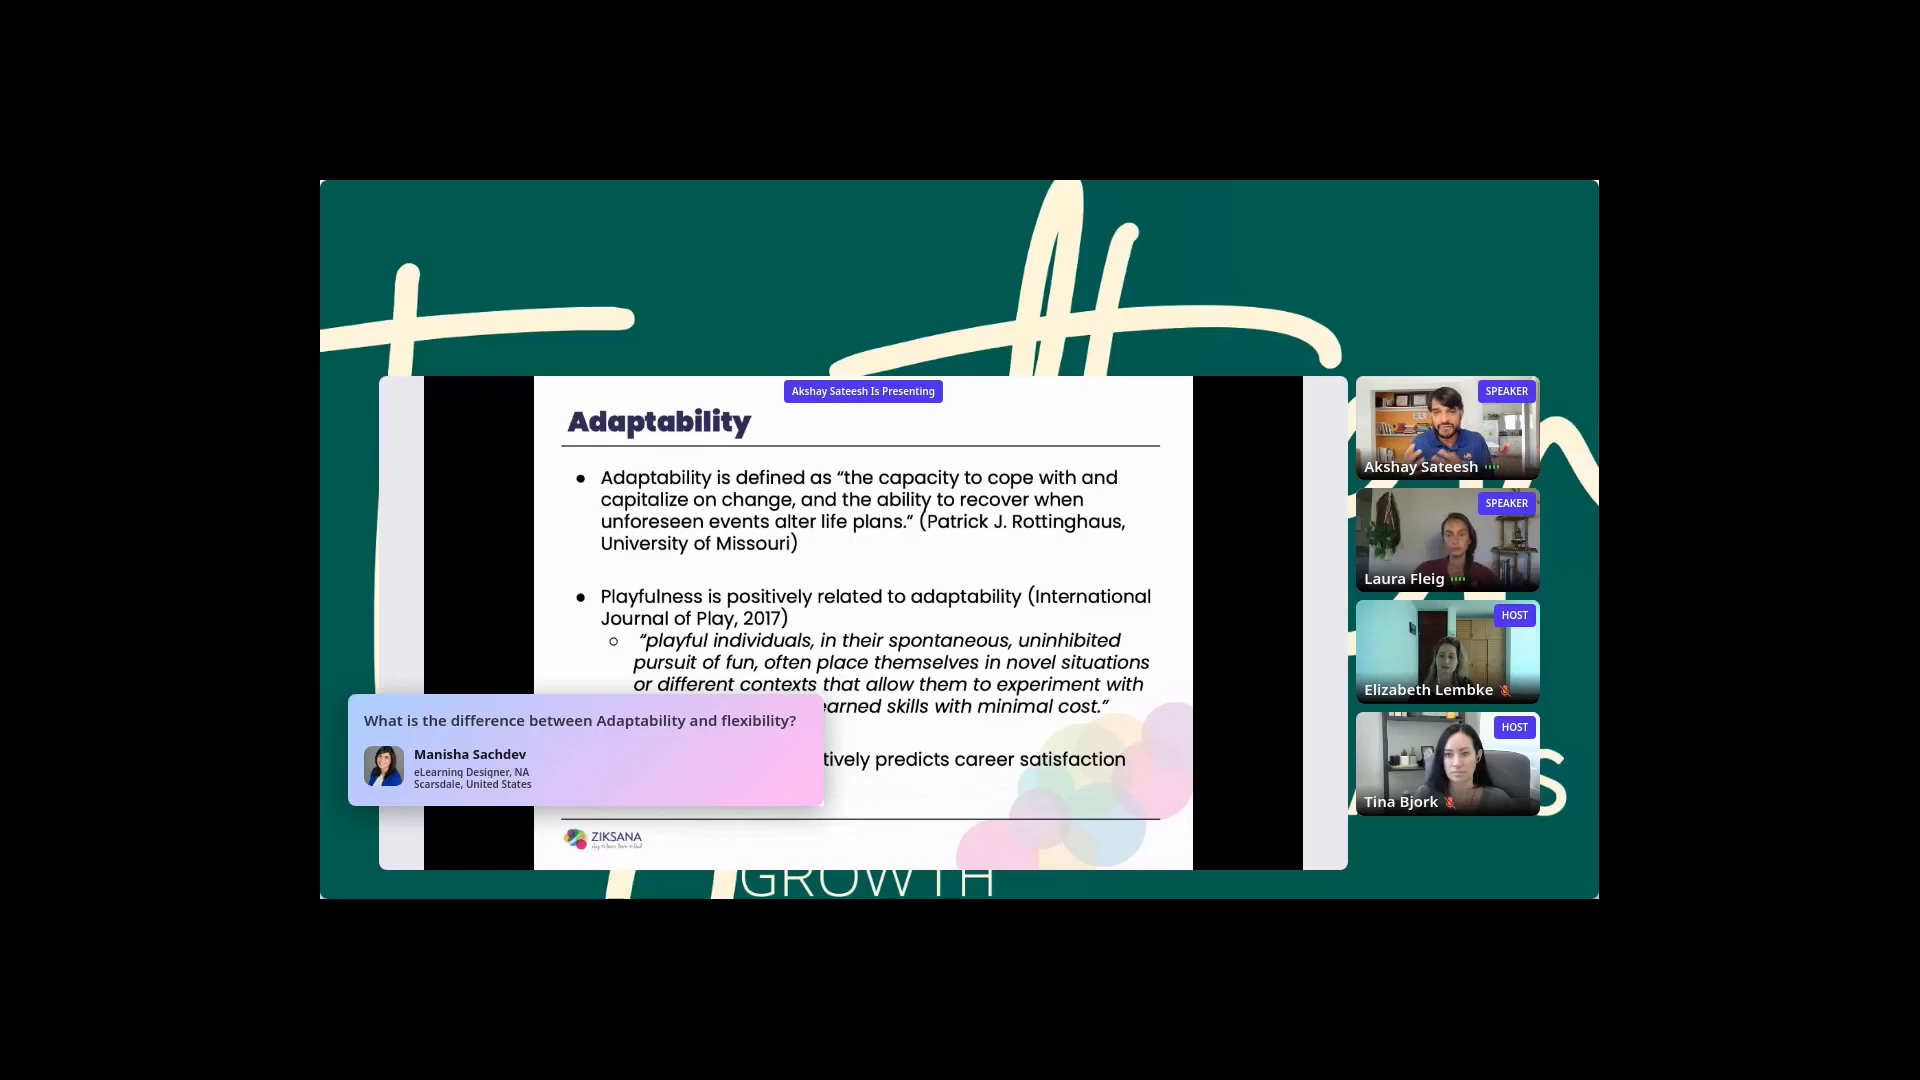 Akshay Sateesh Is Presenting
Adaptability
● Adaptability is defined as “the capacity to cope with and
capitalize on change, and the ability to recover when
unforeseen events alter life plans.” (Patrick J. Rottinghaus,
University of Missouri)
● Playfulness is positively related to adaptability (International
Journal of Play, 2017)
○ “playful individuals, in their spontaneous, uninhibited
pursuit of fun, often place themselves in novel situations
or different contexts that allow them to experiment with
earned skills with minimal cost.”
tively predicts career satisfaction
What is the difference between Adaptability and flexibility?
Manisha Sachdev
eLearning Designer, NA
Scarsdale, United States
ZIKSANA
GROWTH
SPEAKER
Akshay Sateesh
SPEAKER
Laura Fleig
HOST
Elizabeth Lembke
HOST
Tina Bjork
S